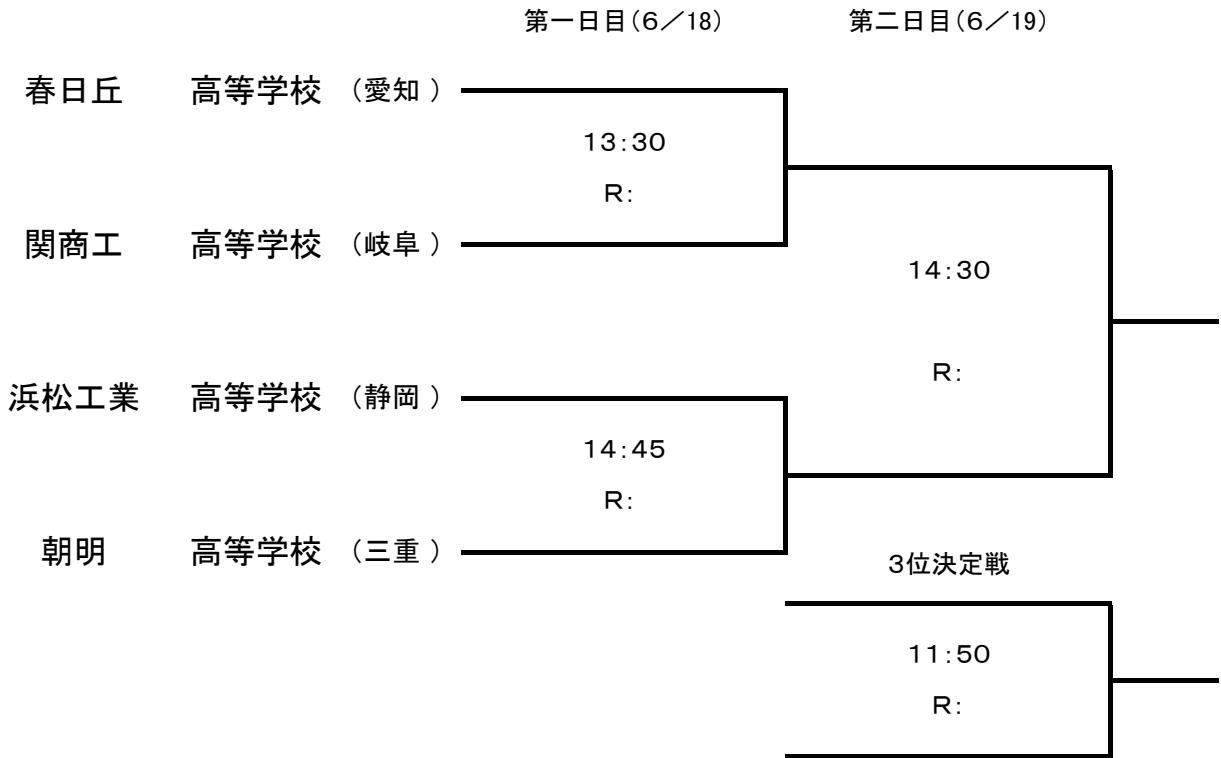 第一日目(6／18) 第二日目(6／19)
春日丘 高等学校 (愛知)
13:30
R:
関商工 高等学校 (岐阜)
14:30
R:
浜松工業 高等学校 (静岡)
14:45
R:
朝明 高等学校 (三重)
3位決定戦
11:50
R: